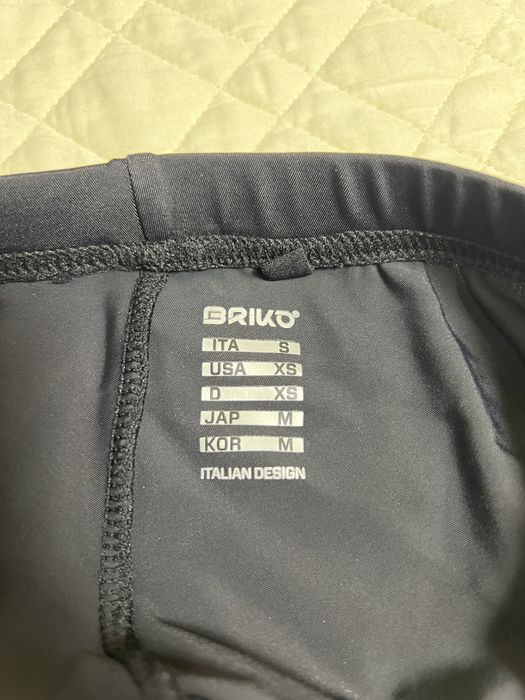 BRIKO®
ITA S
USA XS
D XS
JAP M
KOR M
ITALIAN DESIGN